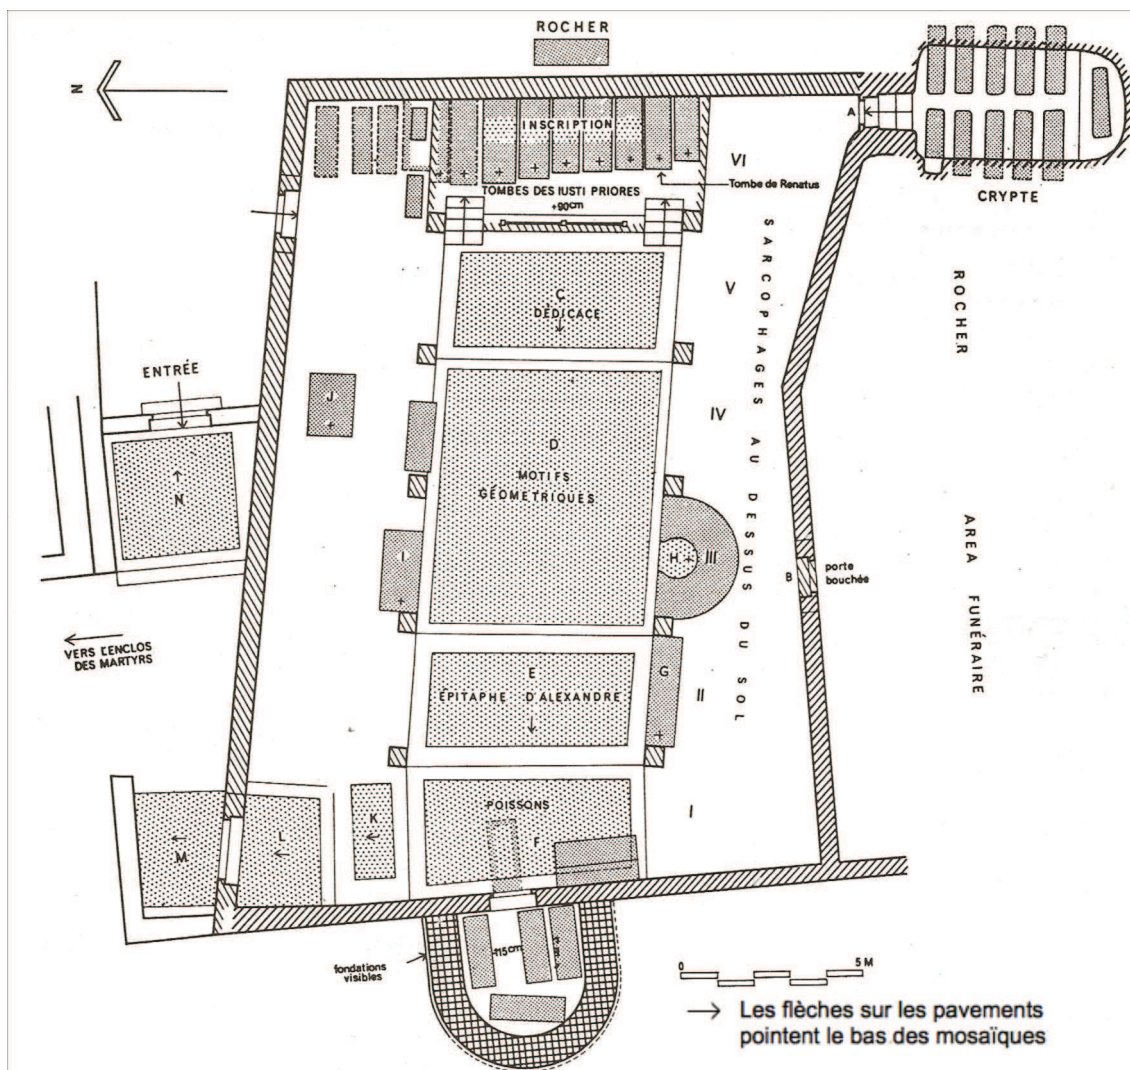 ROCHER
N
A
INSCRIPTION
VI
TOMBES DES IUSTI PRIORES
+90cm
Tombe de Renatus
CRYPTE
SARCOPHAGES AU DESSUS DU SOL
V
C
DÉDICACE
ROCHER
ENTRÉE
J
IV
D
MOTIFS
GÉOMETRIQUES
N
I
H
III
B
porte
bouchée
AREA FUNÉRAIRE
VERS L'ENCLOS
DES MARTYRS
E
ÉPITAPHE D'ALEXANDRE
G
II
POISSONS
I
K
F
L
M
-115cm
fondations
visibles
0 5 M
→ Les flèches sur les pavements
pointent le bas des mosaïques